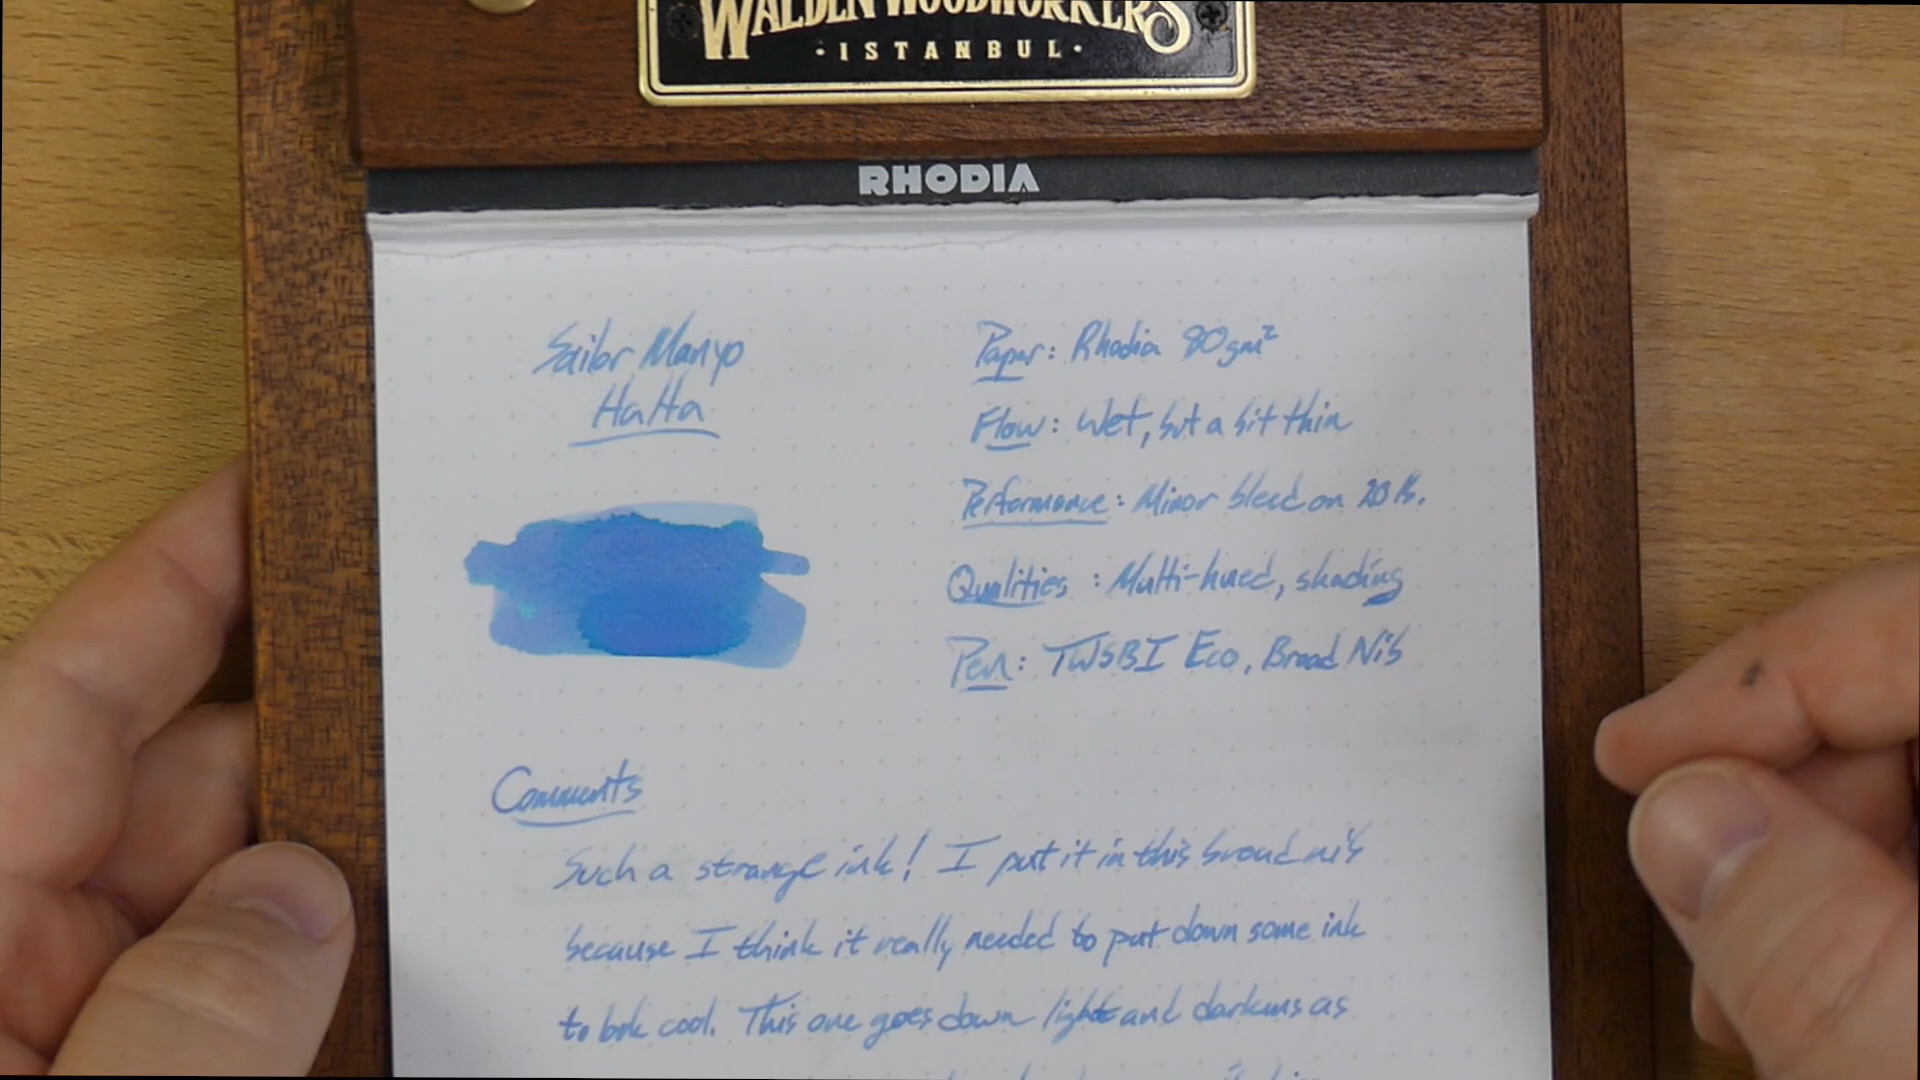 WALDEN WOODWORKERS
· ISTANBUL ·
RHODIA
Sailor Manyo
HaHa
Paper: Rhodia 80gm²
Flow: Wet, but a bit thin
Performance: Minor bleed on 20 lb.
Qualities: Multi-hued, shading
Pen: TWSBI Eco, Broad Nib
Comments
Such a strange ink! I put it in this broad nib
because I think it really needed to put down some ink
to look cool. This one goes down light and darkens as